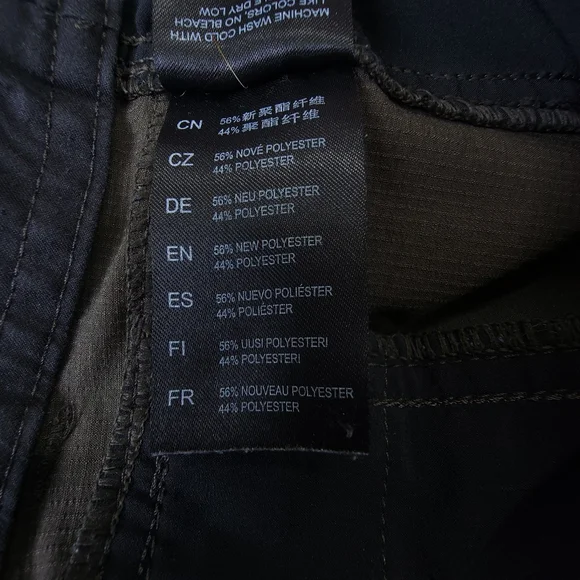 MACHINE WASH COLD WITH
LIKE COLORS, NO BLEACH
E DRY LOW
CN
56% 新聚酯纤维
44% 聚酯纤维
CZ
56% NOVÉ POLYESTER
44% POLYESTER
DE
56% NEU POLYESTER
44% POLYESTER
EN
56% NEW POLYESTER
44% POLYESTER
ES
56% NUEVO POLIÉSTER
44% POLIÉSTER
FI
56% UUSI POLYESTERI
44% POLYESTERI
FR
56% NOUVEAU POLYESTER
44% POLYESTER